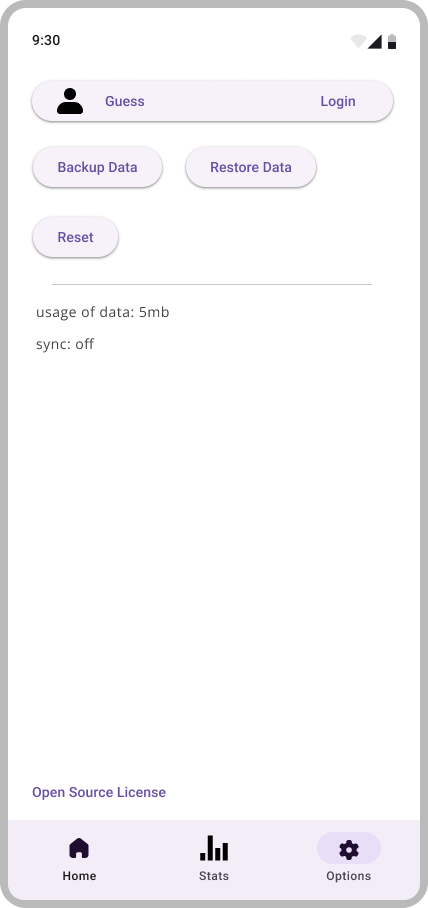 9:30
Guess Login
Backup Data Restore Data
Reset
usage of data: 5mb
sync: off
Open Source License
Home Stats Options